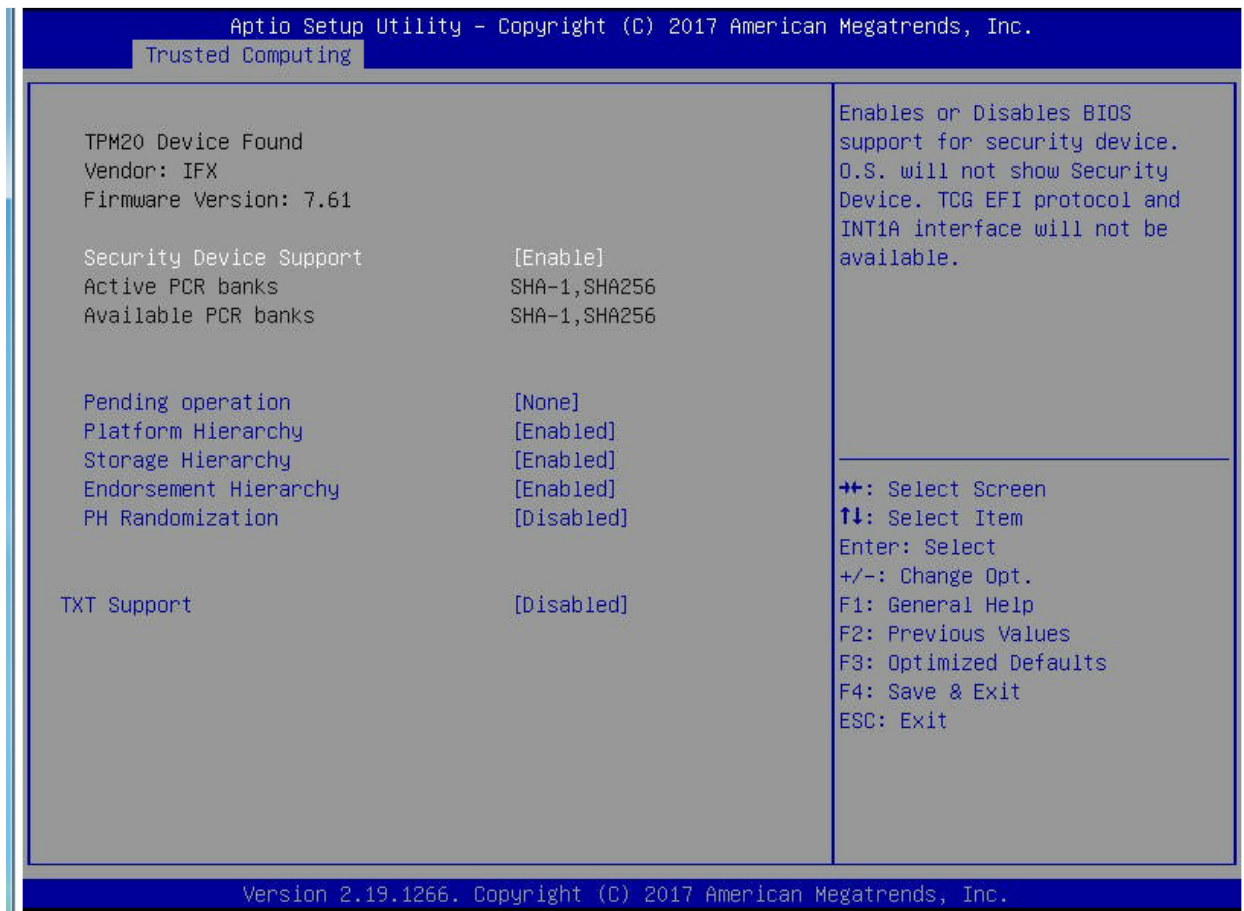 Aptio Setup Utility – Copyright (C) 2017 American Megatrends, Inc.
Trusted Computing
TPM20 Device Found
Vendor: IFX
Firmware Version: 7.61
Security Device Support [Enable]
Active PCR banks SHA-1,SHA256
Available PCR banks SHA-1,SHA256
Pending operation [None]
Platform Hierarchy [Enabled]
Storage Hierarchy [Enabled]
Endorsement Hierarchy [Enabled]
PH Randomization [Disabled]
TXT Support [Disabled]
Enables or Disables BIOS
support for security device.
O.S. will not show Security
Device. TCG EFI protocol and
INT1A interface will not be
available.
→←: Select Screen
↑↓: Select Item
Enter: Select
+/-: Change Opt.
F1: General Help
F2: Previous Values
F3: Optimized Defaults
F4: Save & Exit
ESC: Exit
Version 2.19.1266. Copyright (C) 2017 American Megatrends, Inc.